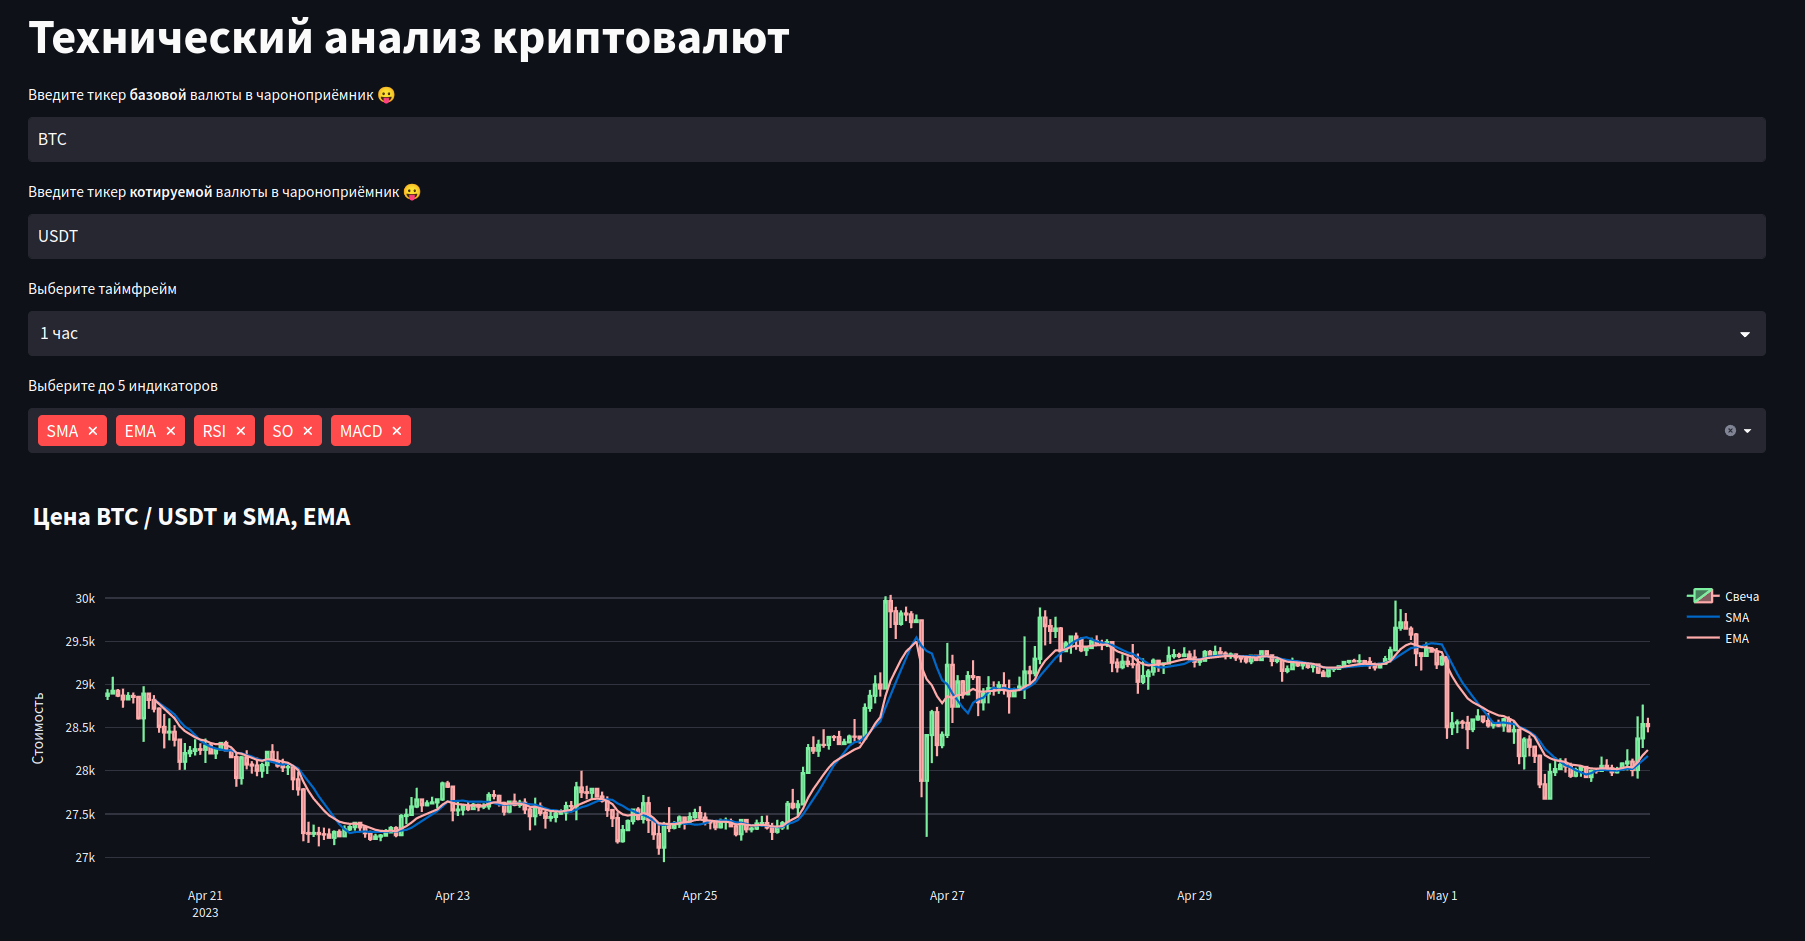 Технический анализ криптовалют
Введите тикер базовой валюты в чароноприёмник 😛
BTC
Введите тикер котируемой валюты в чароноприёмник 😛
USDT
Выберите таймфрейм
1 час
Выберите до 5 индикаторов
SMA × EMA × RSI × SO × MACD ×
Цена BTC / USDT и SMA, EMA
Стоимость
30k
29.5k
29k
28.5k
28k
27.5k
27k
Apr 21
2023
Apr 23
Apr 25
Apr 27
Apr 29
May 1
Свеча
SMA
EMA